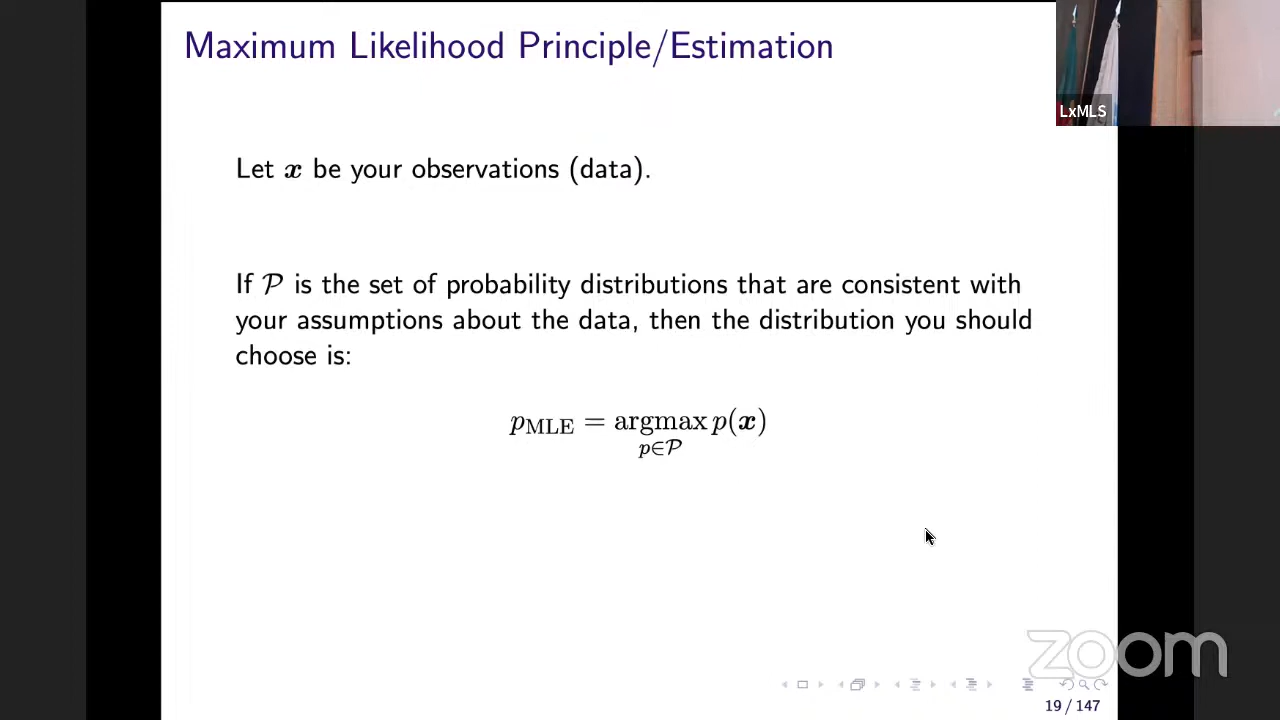 Maximum Likelihood Principle/Estimation
LxMLS
Let x be your observations (data).
If 𝒫 is the set of probability distributions that are consistent with
your assumptions about the data, then the distribution you should
choose is:
p_MLE = argmax p(x)
p∈𝒫
zoom
19 / 147